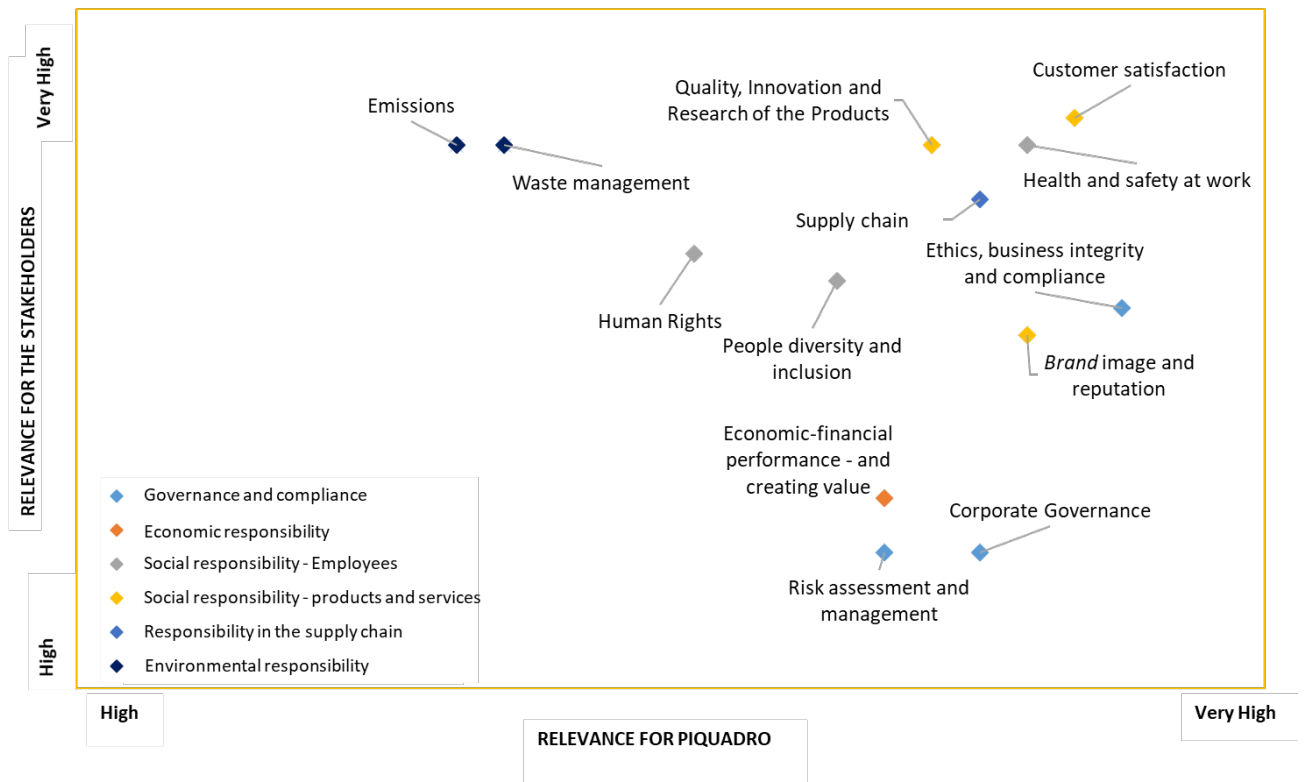 Very High
RELEVANCE FOR THE STAKEHOLDERS
High
Customer satisfaction
Quality, Innovation and
Research of the Products
Emissions
Waste management
Health and safety at work
Supply chain
Ethics, business integrity
and compliance
Human Rights
People diversity and
inclusion
Brand image and
reputation
Economic-financial
performance - and
creating value
Corporate Governance
Risk assessment and
management
Governance and compliance
Economic responsibility
Social responsibility - Employees
Social responsibility - products and services
Responsibility in the supply chain
Environmental responsibility
High
RELEVANCE FOR PIQUADRO
Very High